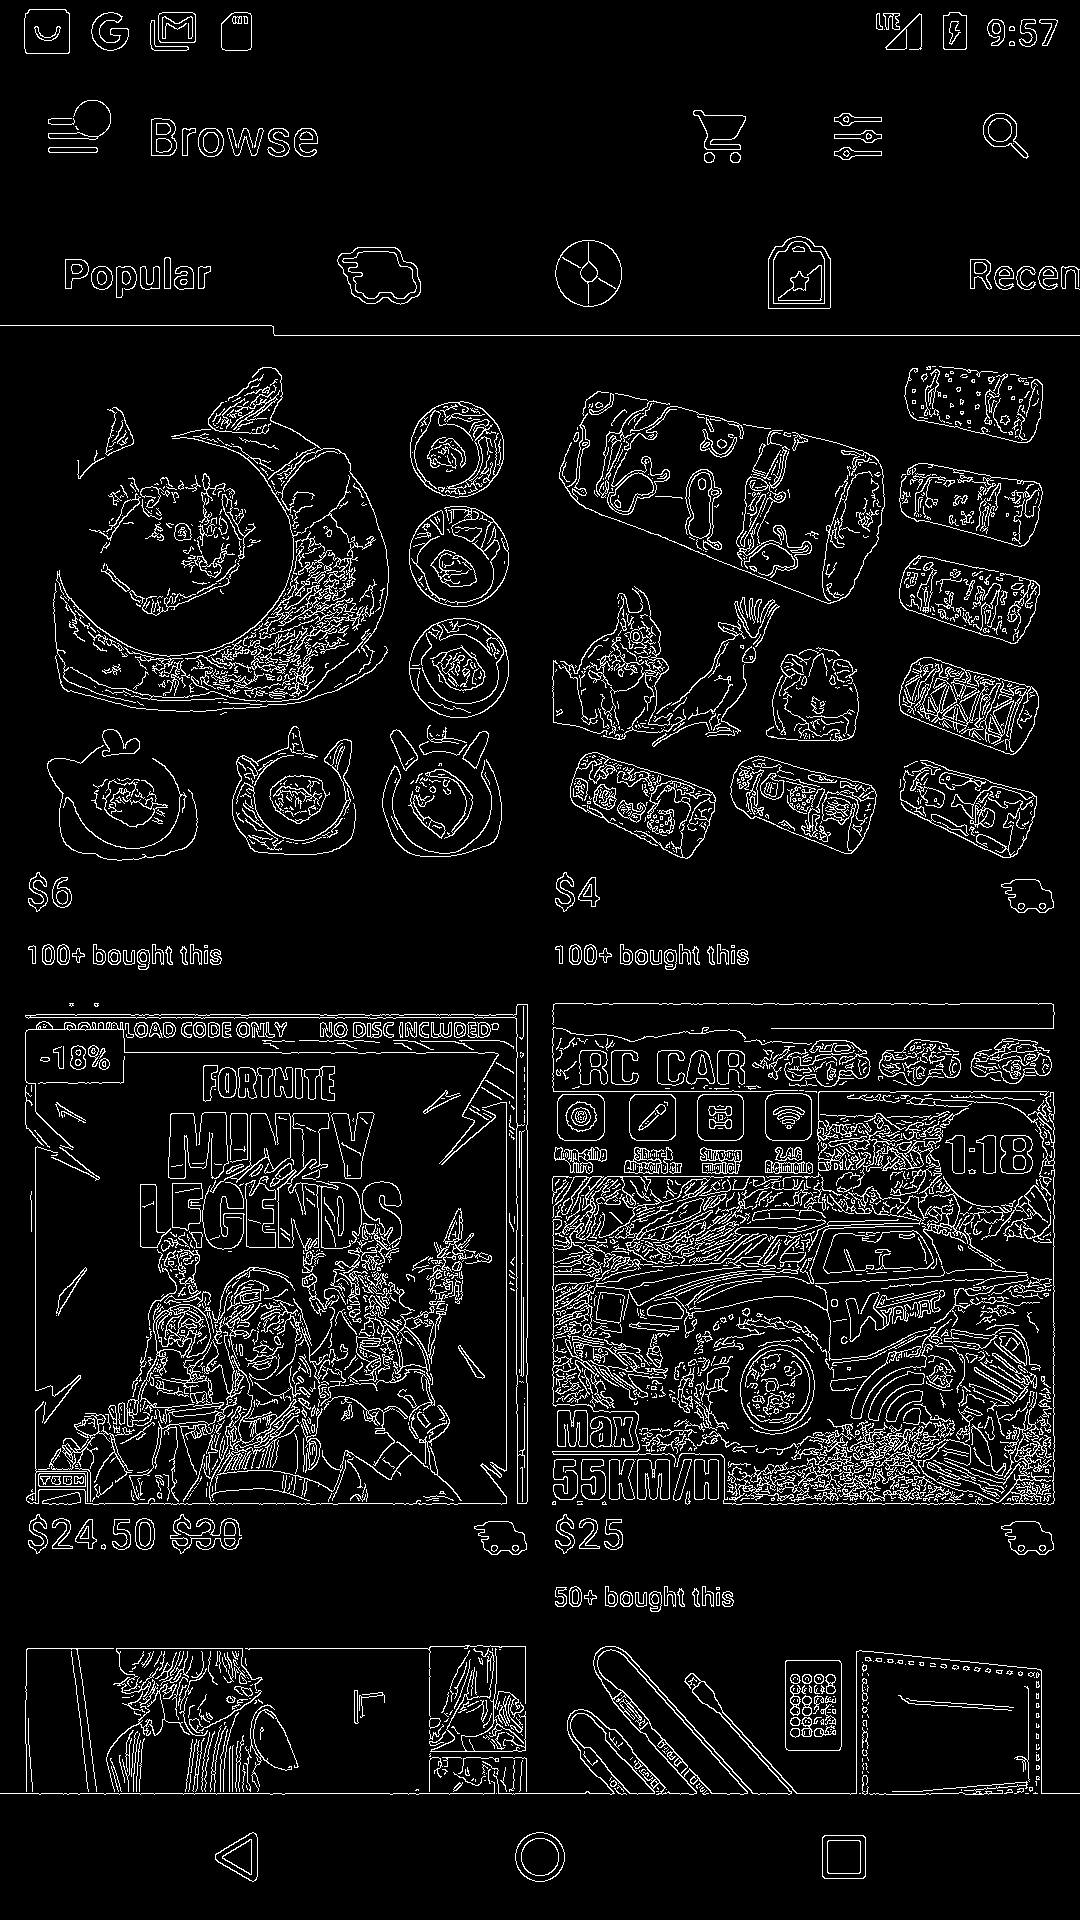 9:57
Browse
Popular
Recen
$6
$4
100+ bought this
100+ bought this
DOWNLOAD CODE ONLY NO DISC INCLUDED*
-18%
FORTNITE
MINTY
LEGENDS
RC CAR
1:18
Max
55KM/H
$24.50 $30
$25
50+ bought this